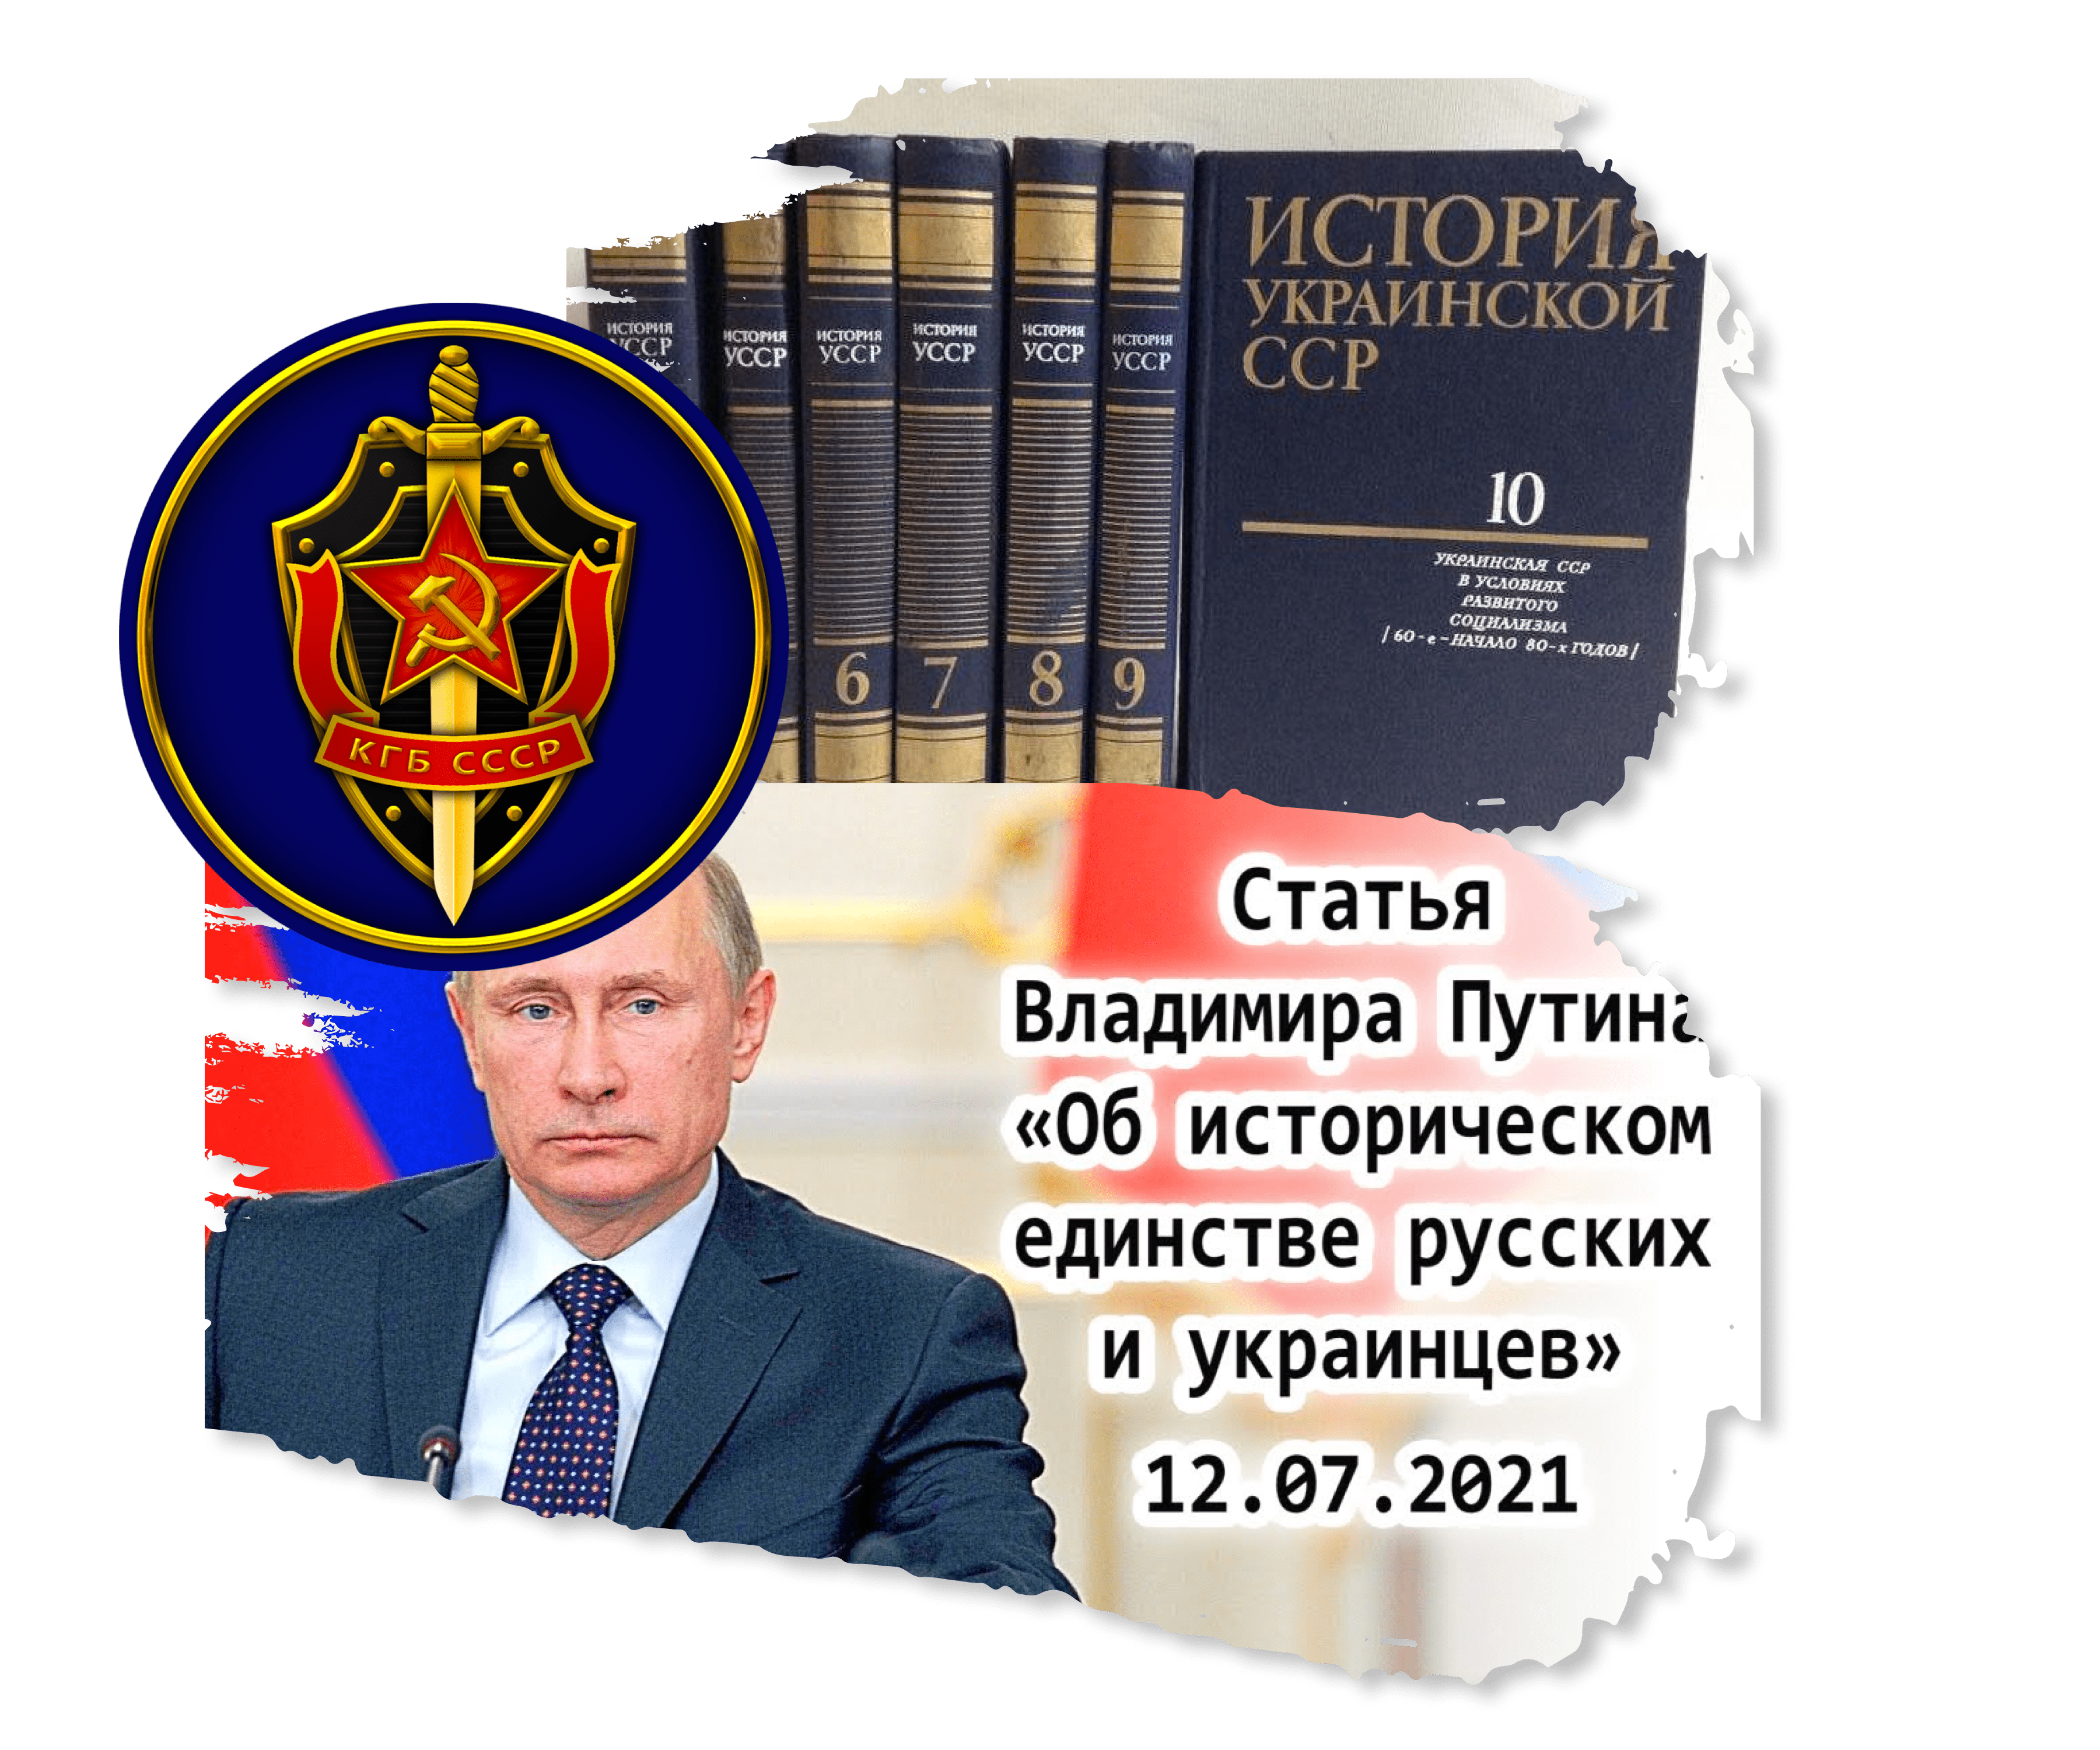 ИСТОРИЯ
УССР
ИСТОРИЯ
УССР
ИСТОРИЯ
УССР
6
ИСТОРИЯ
УССР
7
ИСТОРИЯ
УССР
8
ИСТОРИЯ
УССР
9
ИСТОРИЯ
УКРАИНСКОЙ
ССР
10
УКРАИНСКАЯ ССР
В УСЛОВИЯХ
РАЗВИТОГО
СОЦИАЛИЗМА
/ 60-е-НАЧАЛО 80-х ГОДОВ /
КГБ СССР
Статья
Владимира Путина
«Об историческом
единстве русских
и украинцев»
12.07.2021